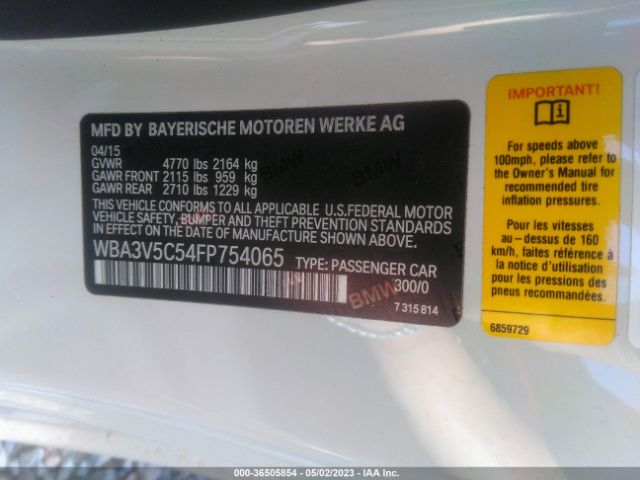 MFD BY BAYERISCHE MOTOREN WERKE AG
04/15
GVWR 4770 lbs 2164 kg
GAWR FRONT 2115 lbs 959 kg
GAWR REAR 2710 lbs 1229 kg
THIS VEHICLE CONFORMS TO ALL APPLICABLE U.S.FEDERAL MOTOR
VEHICLE SAFETY, BUMPER AND THEFT PREVENTION STANDARDS
IN EFFECT ON THE DATE OF MANUFACTURE SHOWN ABOVE.
WBA3V5C54FP754065 TYPE: PASSENGER CAR
300/0
7 315 814
BMW
BMW
BMW
IMPORTANT!
For speeds above
100mph, please refer to
the Owner's Manual for
recommended tire
inflation pressures.
Pour les vitesses
au-dessus de 160
km/h, faire référence à
la notice d'utilisation
pour les pressions des
pneus recommandées.
6859729
000-36505854 - 05/02/2023 - IAA Inc.